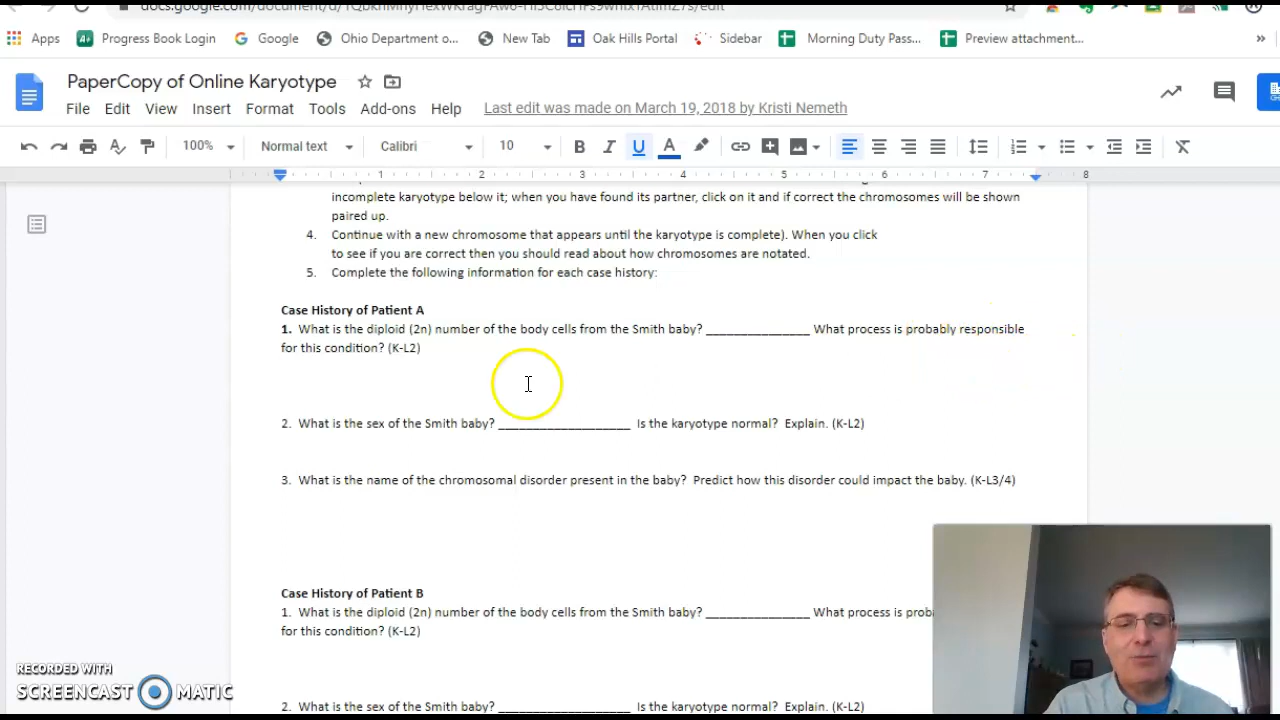 Apps Progress Book Login Google Ohio Department o... New Tab Oak Hills Portal Sidebar Morning Duty Pass... Preview attachment... »
PaperCopy of Online Karyotype
File Edit View Insert Format Tools Add-ons Help Last edit was made on March 19, 2018 by Kristi Nemeth
100% Normal text Calibri 10 B I U A
1 2 3 4 5 6 7 8
incomplete karyotype below it; when you have found its partner, click on it and if correct the chromosomes will be shown
paired up.
4. Continue with a new chromosome that appears until the karyotype is complete). When you click
to see if you are correct then you should read about how chromosomes are notated.
5. Complete the following information for each case history:
Case History of Patient A
1. What is the diploid (2n) number of the body cells from the Smith baby? _______________ What process is probably responsible
for this condition? (K-L2)
2. What is the sex of the Smith baby? ___________________ Is the karyotype normal? Explain. (K-L2)
3. What is the name of the chromosomal disorder present in the baby? Predict how this disorder could impact the baby. (K-L3/4)
Case History of Patient B
1. What is the diploid (2n) number of the body cells from the Smith baby? _______________ What process is
for this condition? (K-L2)
2. What is the sex of the Smith baby? ___________________ Is the karyotype normal? Explain. (K-L2)
RECORDED WITH
SCREENCAST MATIC